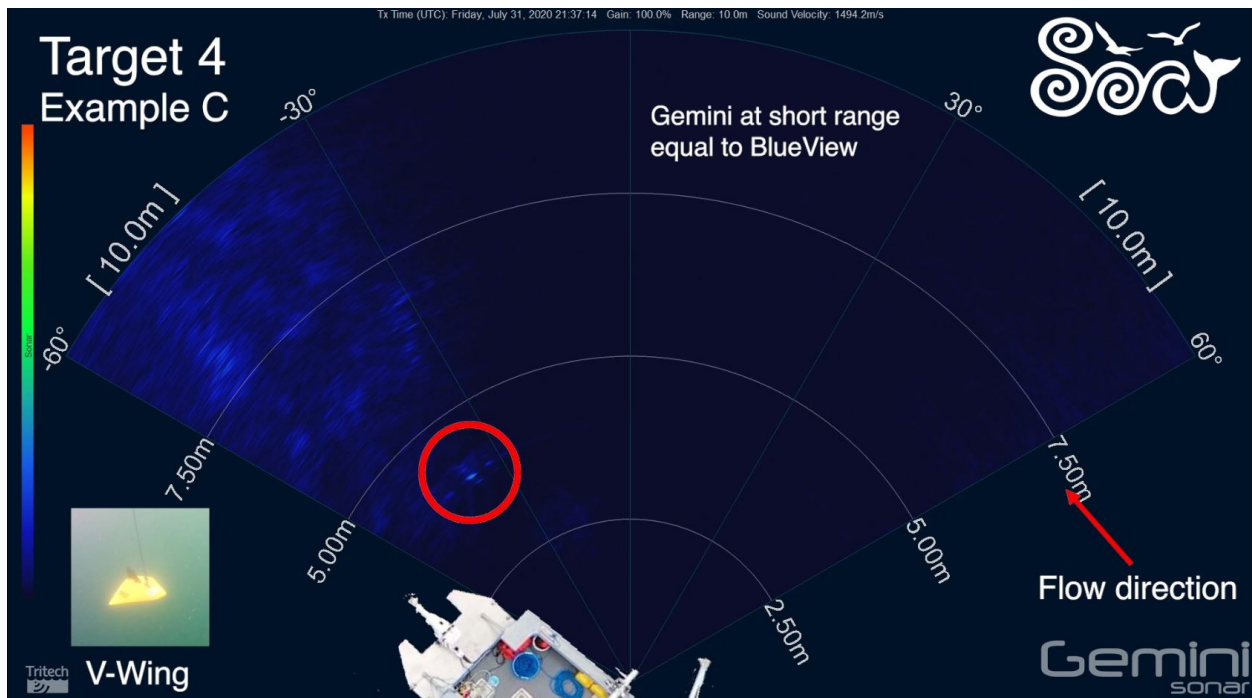 Tx Time (UTC): Friday, July 31, 2020 21:37:14 Gain: 100.0% Range: 10.0m Sound Velocity: 1494.2m/s
Target 4
Example C
Soar
-30°
30°
Gemini at short range
equal to BlueView
[ 10.0m ]
[ 10.0m ]
Sonar
-60°
60°
7.50m
7.50m
5.00m
5.00m
2.50m
Flow direction
V-Wing
Tritech
Gemini
sonar